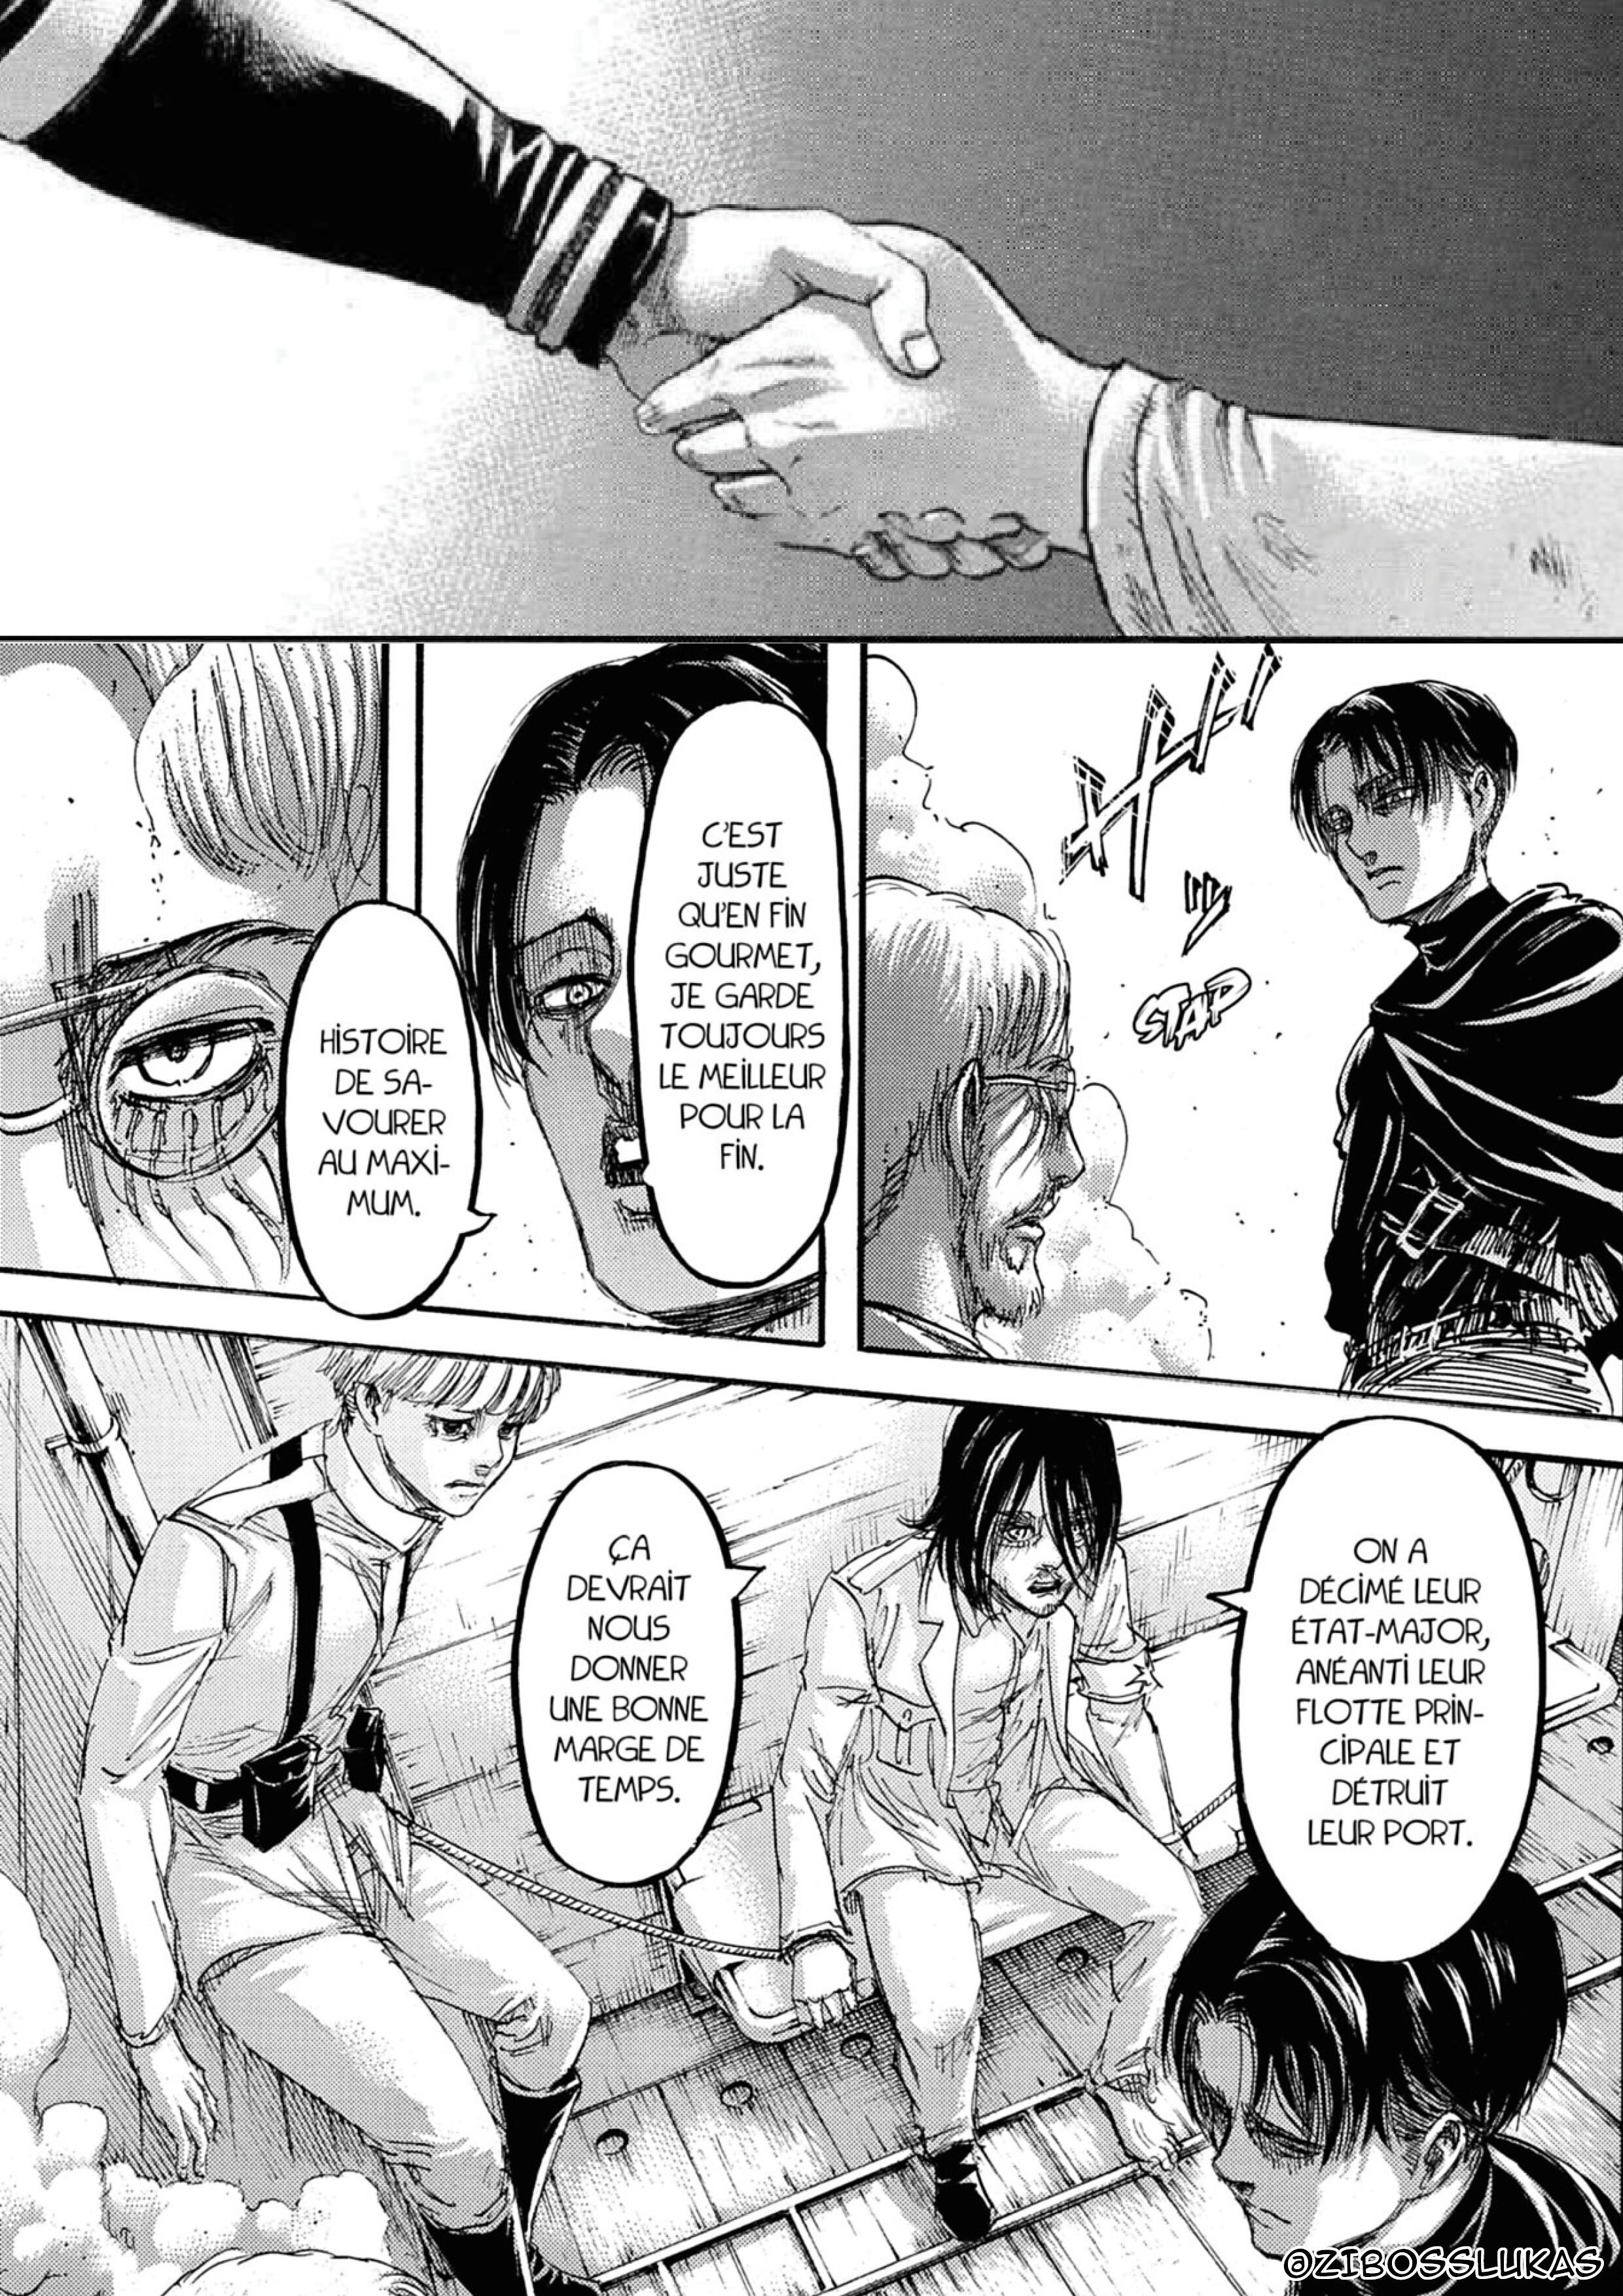 STAP
C'EST
JUSTE
QU'EN FIN
GOURMET,
JE GARDE
TOUJOURS
LE MEILLEUR
POUR LA
FIN.
HISTOIRE
DE SA-
VOURER
AU MAXI-
MUM.
ON A
DÉCIMÉ LEUR
ÉTAT-MAJOR,
ANÉANTI LEUR
FLOTTE PRIN-
CIPALE ET
DÉTRUIT
LEUR PORT.
ÇA
DEVRAIT
NOUS
DONNER
UNE BONNE
MARGE DE
TEMPS.
@ZIBOSSLUKAS